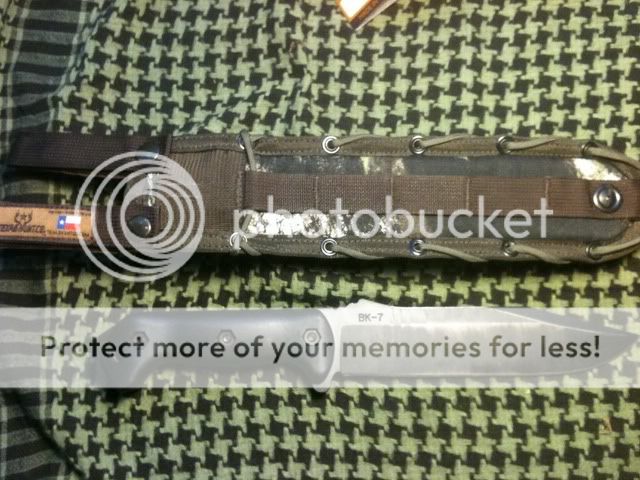 photobucket
BK-7
Protect more of your memories for less!